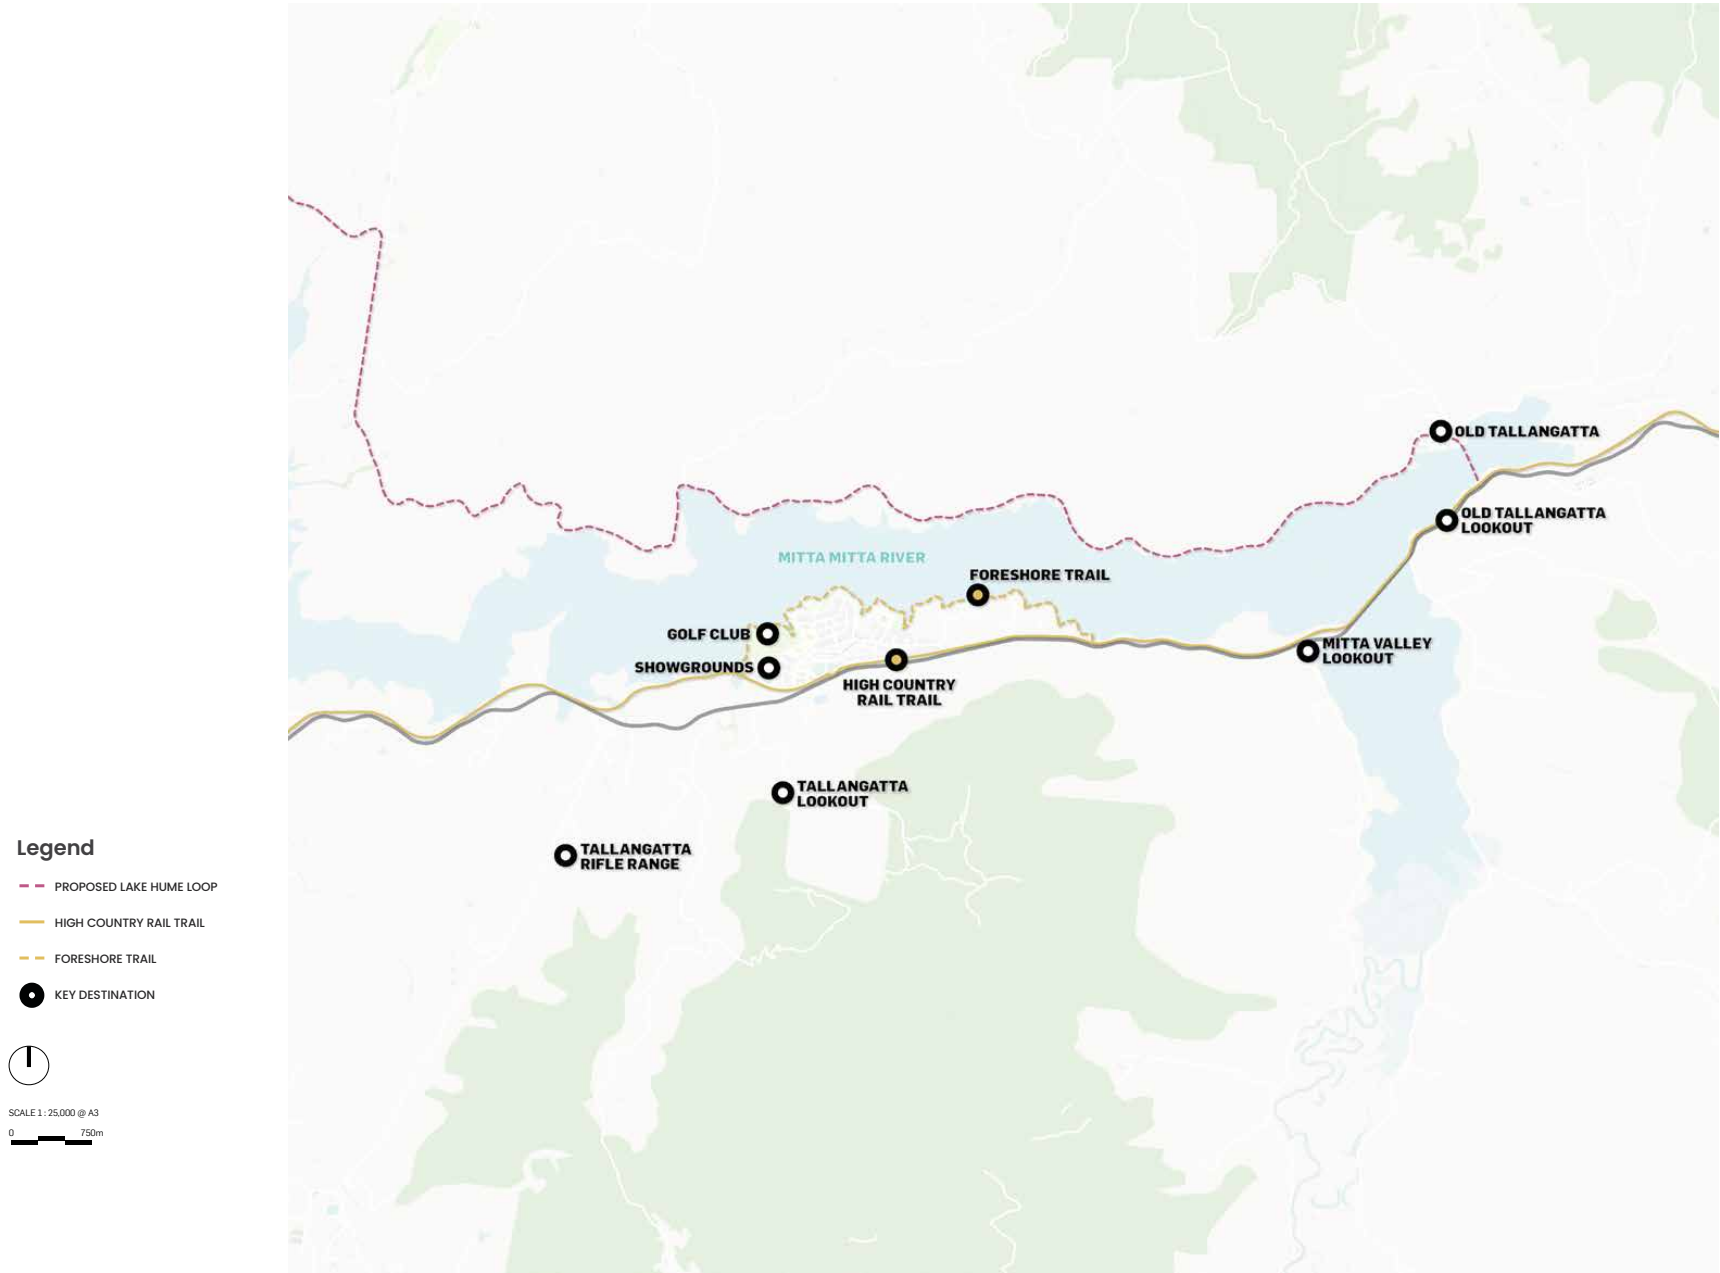 OLD TALLANGATTA
OLD TALLANGATTA
LOOKOUT
MITTA MITTA RIVER
FORESHORE TRAIL
GOLF CLUB
SHOWGROUNDS
MITTA VALLEY
LOOKOUT
HIGH COUNTRY
RAIL TRAIL
TALLANGATTA
LOOKOUT
TALLANGATTA
RIFLE RANGE
Legend
PROPOSED LAKE HUME LOOP
HIGH COUNTRY RAIL TRAIL
FORESHORE TRAIL
KEY DESTINATION
SCALE 1 : 25,000 @ A3
0 750m